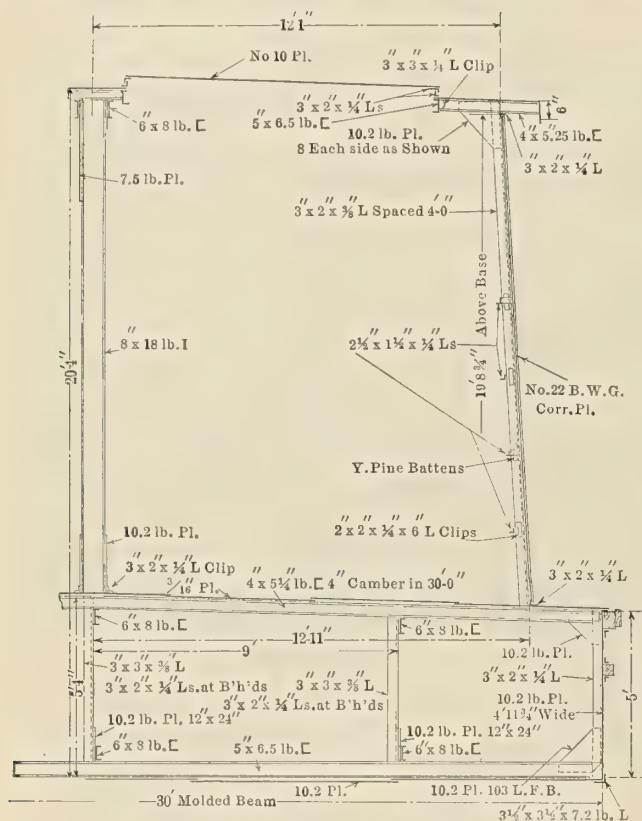 12' 1"
No 10 Pl.
3" x 3" x ¼" L Clip
3" x 2" x ¼" Ls
5" x 6.5 lb. [
6"
6" x 8 lb. [
10.2 lb. Pl.
8 Each side as Shown
4" x 5.25 lb. [
3" x 2" x ¼" L
7.5 lb. Pl.
3" x 2" x ⅜" L Spaced 4'-0"
19' 8¾" Above Base
8" x 18 lb. I
20' 4"
2½" x 1½" x ¼" Ls
No. 22 B.W.G.
Corr. Pl.
Y. Pine Battens
10.2 lb. Pl.
2" x 2" x ¼" x 6" L Clips
3" x 2" x ¼" L Clip
3/16" Pl.
4" x 5¼ lb. [ 4" Camber in 30'-0"
3" x 2" x ¼" L
6" x 8 lb. [
12'-11"
6" x 8 lb. [
9'
10.2 lb. Pl.
3" x 3" x ⅜" L
3" x 2" x ¼" L
3" x 2" x ¼" Ls. at B'h'ds
3" x 3" x ⅜" L
3" x 2" x ¼" Ls. at B'h'ds
10.2 lb. Pl.
4' 11¾" Wide
5'
10.2 lb. Pl. 12" x 24"
10.2 lb. Pl. 12" x 24"
6" x 8 lb. [
5" x 6.5 lb. [
6" x 8 lb. [
10.2 Pl.
10.2 Pl. 103 L.F.B.
30' Molded Beam
3½" x 3½" x 7.2 lb. L